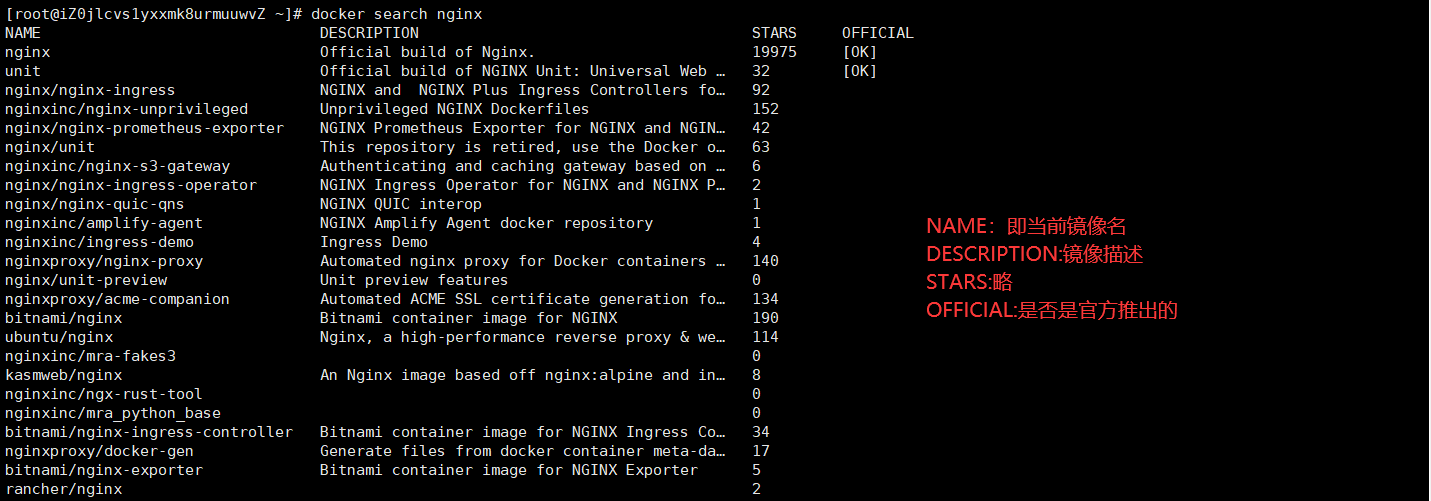 [root@iZ0jlcvs1yxxmk8urmuuwvZ ~]# docker search nginx
NAME DESCRIPTION STARS OFFICIAL
nginx Official build of Nginx. 19975 [OK]
unit Official build of NGINX Unit: Universal Web … 32 [OK]
nginx/nginx-ingress NGINX and  NGINX Plus Ingress Controllers fo… 92
nginxinc/nginx-unprivileged Unprivileged NGINX Dockerfiles 152
nginx/nginx-prometheus-exporter NGINX Prometheus Exporter for NGINX and NGIN… 42
nginx/unit This repository is retired, use the Docker o… 63
nginxinc/nginx-s3-gateway Authenticating and caching gateway based on … 6
nginx/nginx-ingress-operator NGINX Ingress Operator for NGINX and NGINX P… 2
nginx/nginx-quic-qns NGINX QUIC interop 1
nginxinc/amplify-agent NGINX Amplify Agent docker repository 1
nginxinc/ingress-demo Ingress Demo 4
nginxproxy/nginx-proxy Automated nginx proxy for Docker containers … 140
nginx/unit-preview Unit preview features 0
nginxproxy/acme-companion Automated ACME SSL certificate generation fo… 134
bitnami/nginx Bitnami container image for NGINX 190
ubuntu/nginx Nginx, a high-performance reverse proxy & we… 114
nginxinc/mra-fakes3 0
kasmweb/nginx An Nginx image based off nginx:alpine and in… 8
nginxinc/ngx-rust-tool 0
nginxinc/mra_python_base 0
bitnami/nginx-ingress-controller Bitnami container image for NGINX Ingress Co… 34
nginxproxy/docker-gen Generate files from docker container meta-da… 17
bitnami/nginx-exporter Bitnami container image for NGINX Exporter 5
rancher/nginx 2
NAME：即当前镜像名
DESCRIPTION:镜像描述
STARS:略
OFFICIAL:是否是官方推出的